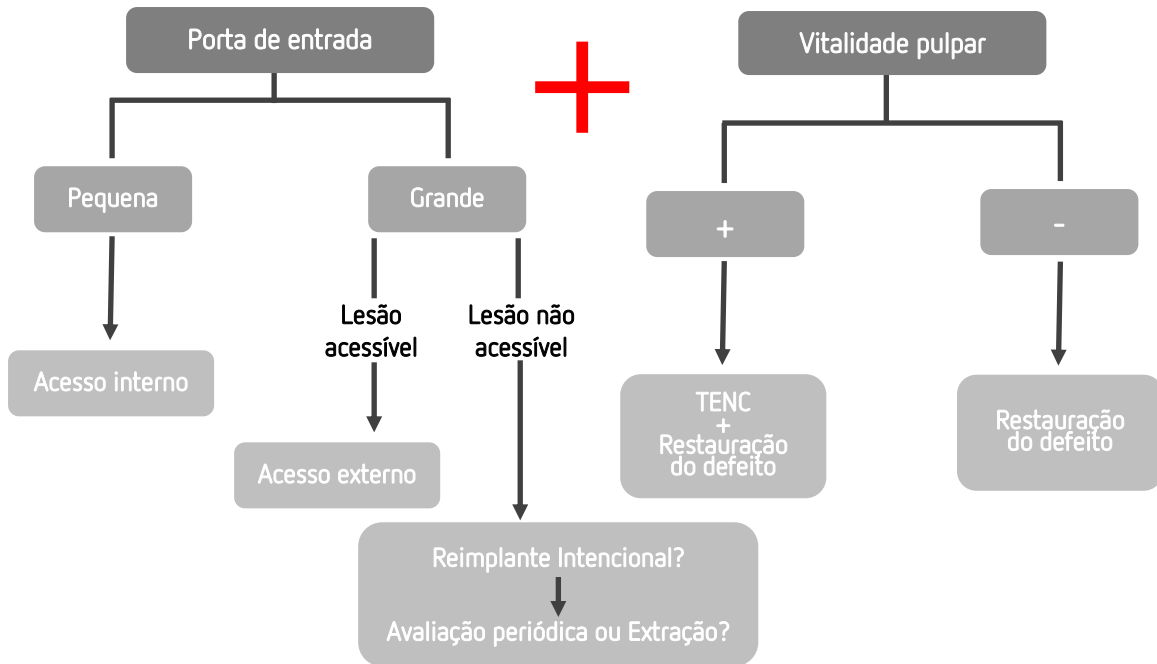 Porta de entrada
Vitalidade pulpar
Pequena
Grande
+
-
Lesão
acessível
Lesão não
acessível
Acesso interno
Acesso externo
TENC
+
Restauração
do defeito
Restauração
do defeito
Reimplante Intencional?
Avaliação periódica ou Extração?